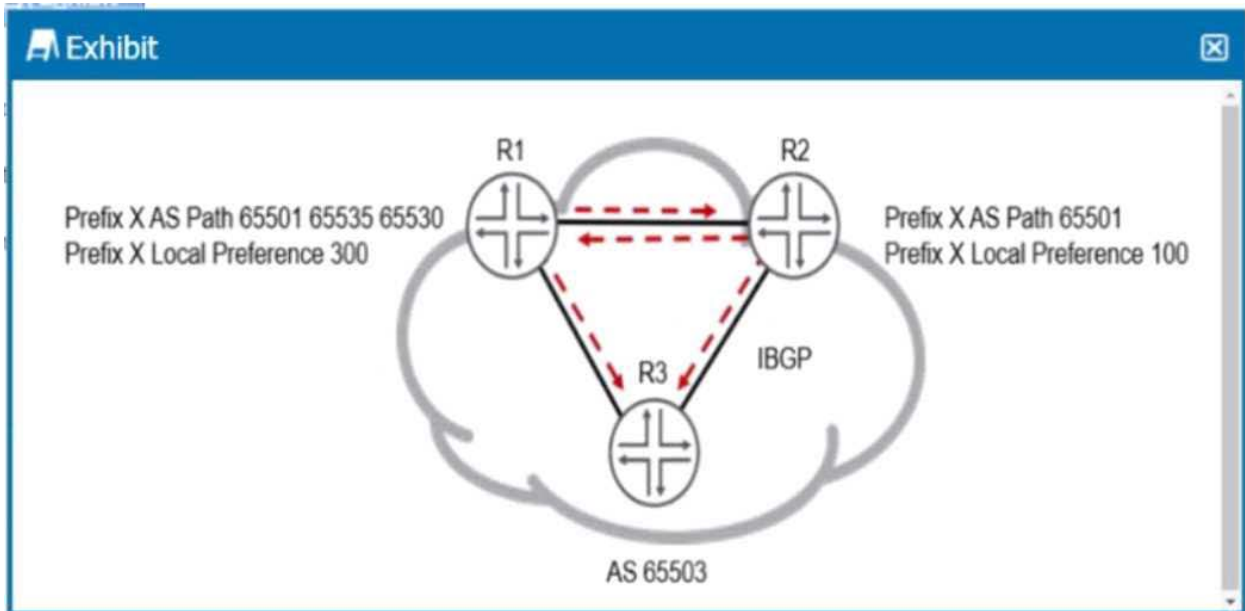 Exhibit
R1
R2
Prefix X AS Path 65501 65535 65530
Prefix X Local Preference 300
Prefix X AS Path 65501
Prefix X Local Preference 100
IBGP
R3
AS 65503